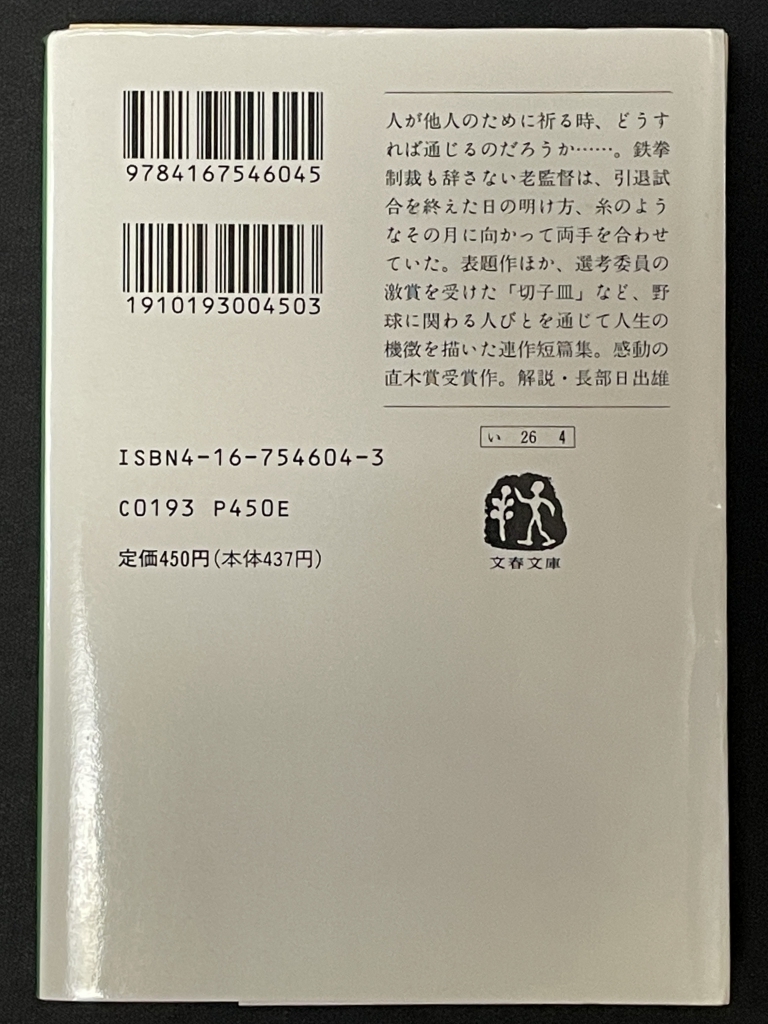 9784167546045
1910193004503
ISBN4-16-754604-3
C0193 P450E
定価450円(本体437円)
人が他人のために祈る時、どうす
れば通じるのだろうか……。鉄拳
制裁も辞さない老監督は、引退試
合を終えた日の明け方、糸のよう
なその月に向かって両手を合わせ
ていた。表題作ほか、選考委員の
激賞を受けた「切子皿」など、野
球に関わる人びとを通じて人生の
機微を描いた連作短篇集。感動の
直木賞受賞作。解説・長部日出雄
い 26 4
文春文庫